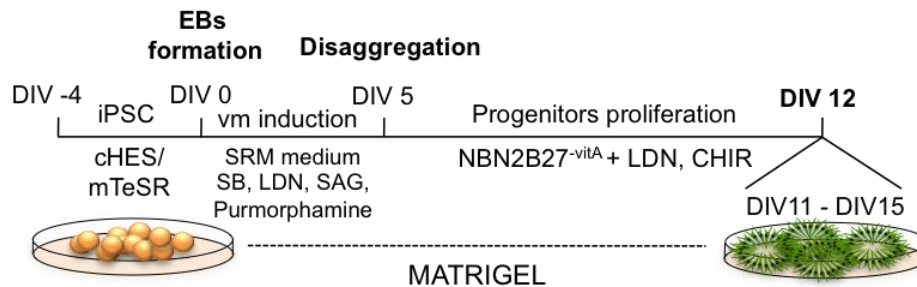 EBs
formation
Disaggregation
DIV -4
DIV 0
DIV 5
DIV 12
iPSC
vm induction
Progenitors proliferation
cHES/
mTeSR
SRM medium
SB, LDN, SAG,
Purmorphamine
NBN2B27-vitA + LDN, CHIR
DIV11 - DIV15
MATRIGEL